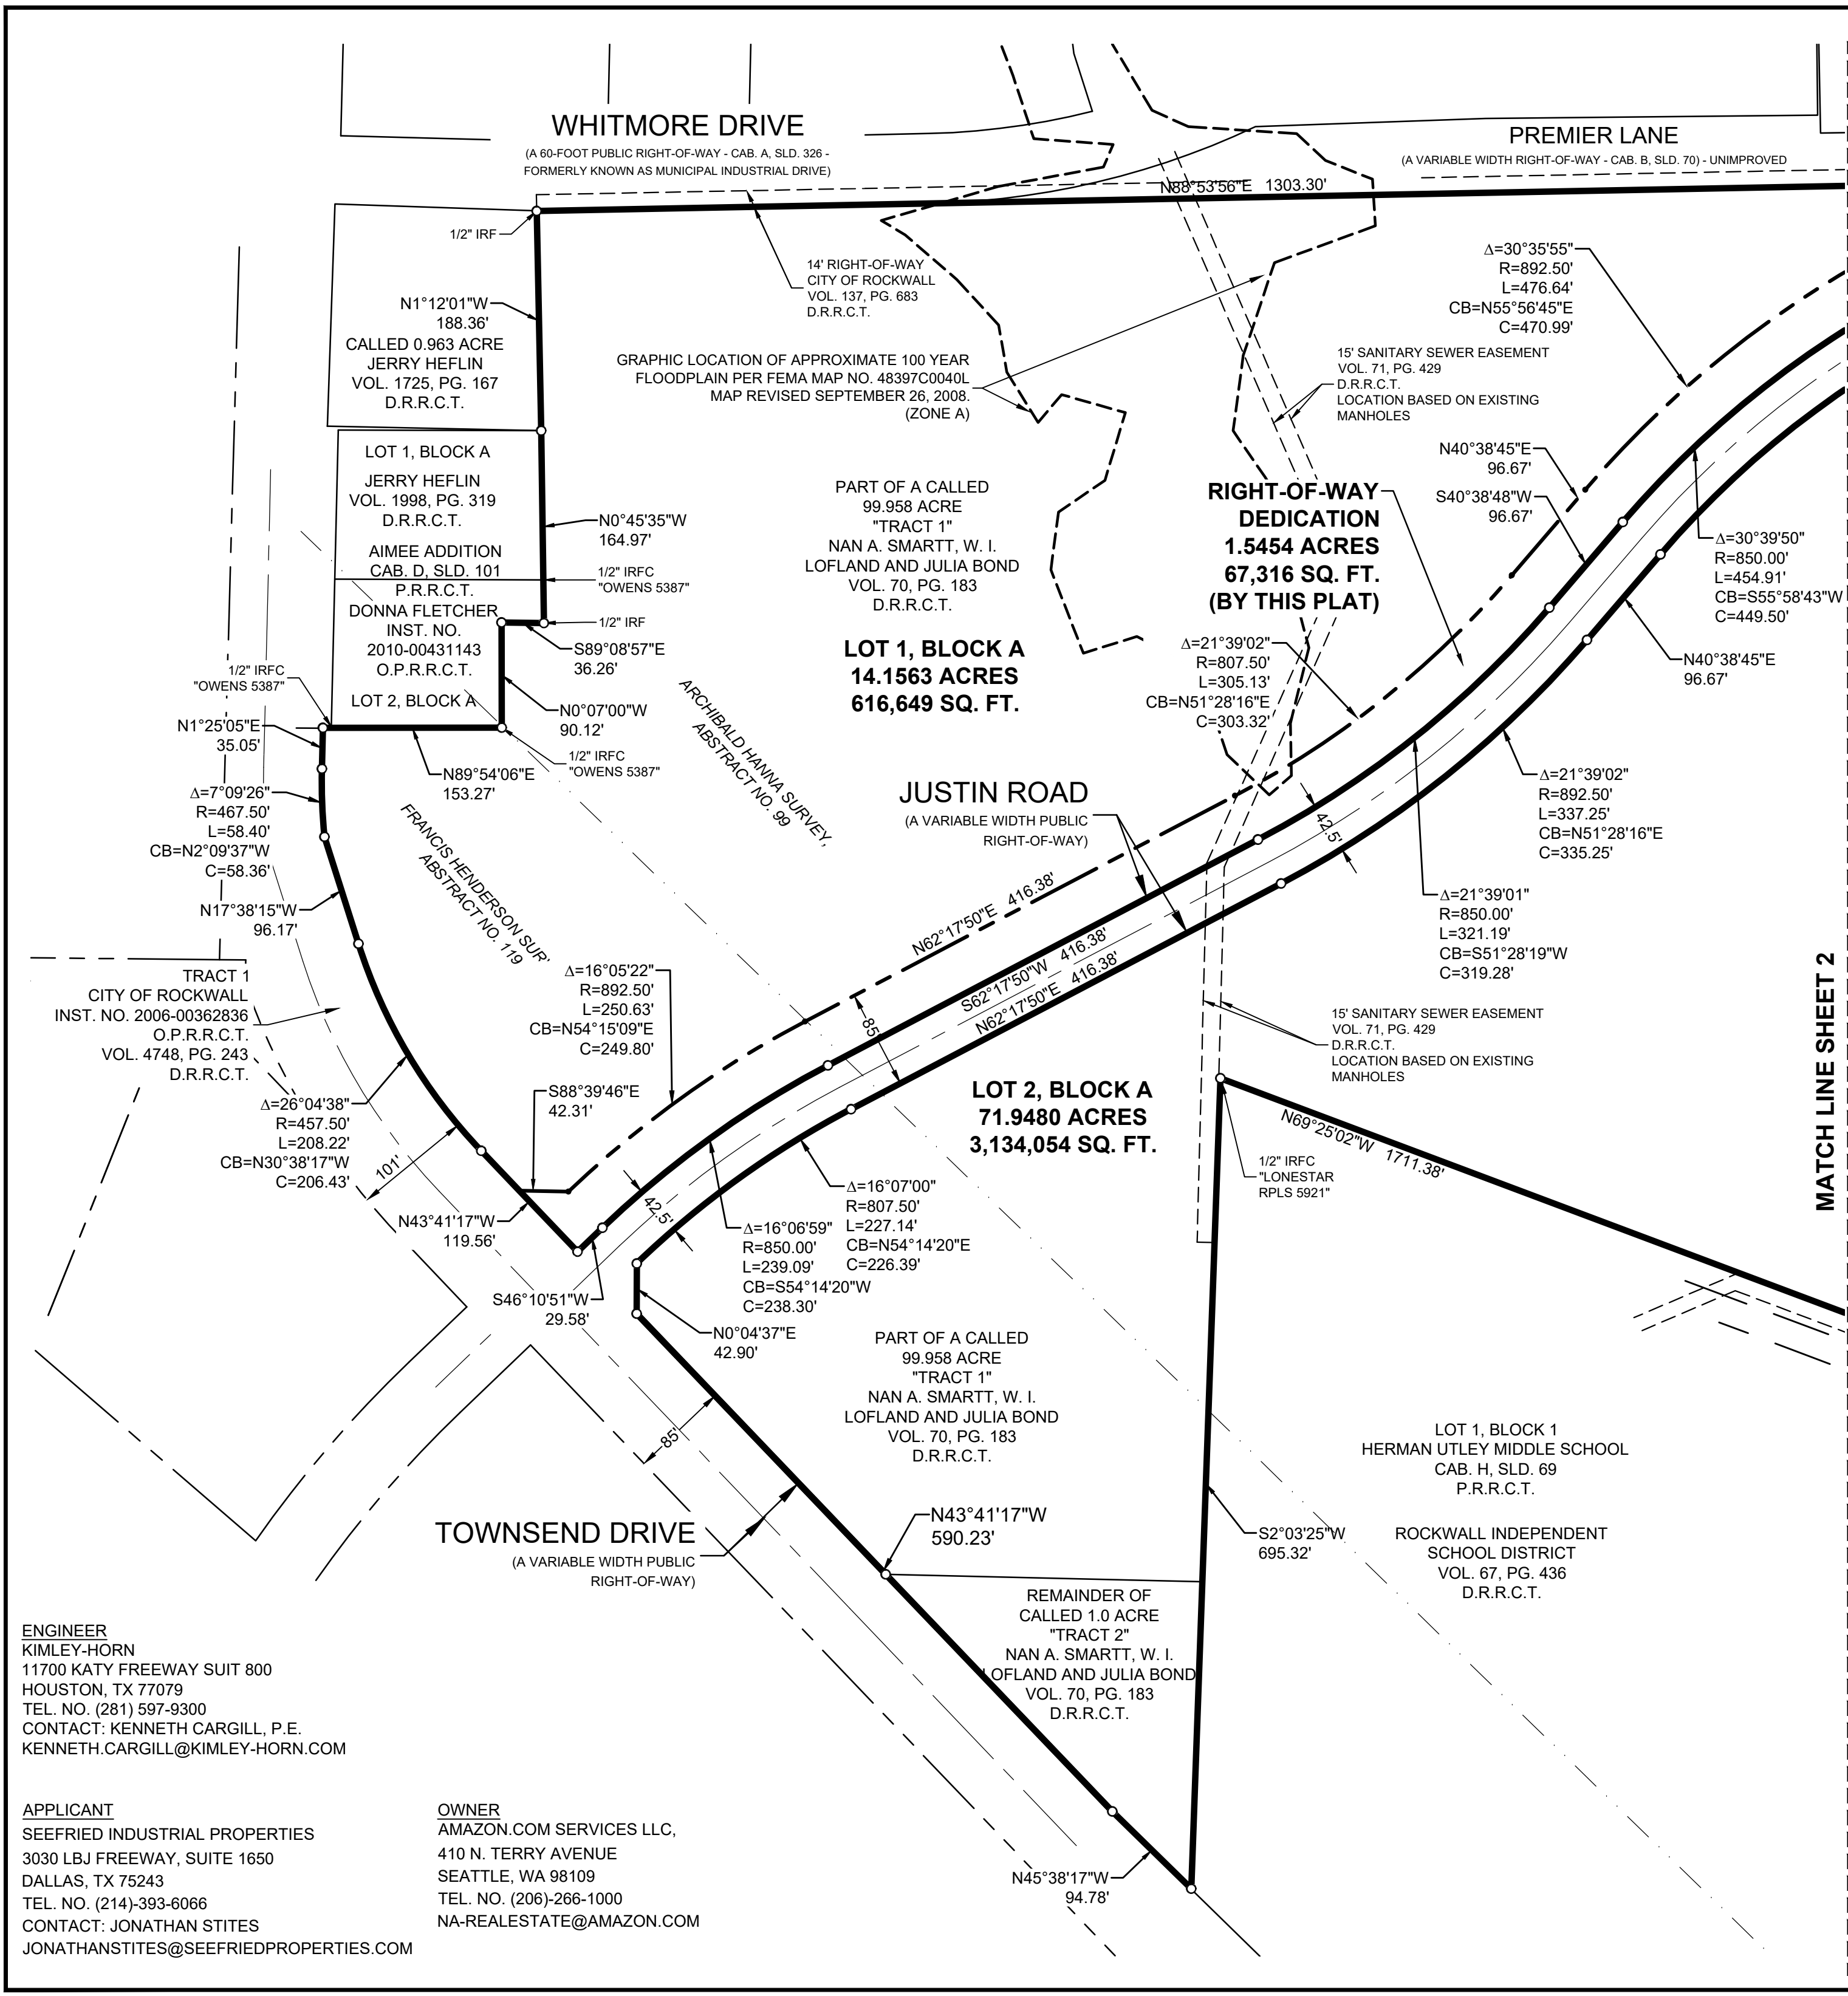 WHITMORE DRIVE
(A 60-FOOT PUBLIC RIGHT-OF-WAY - CAB. A, SLD. 326 -
FORMERLY KNOWN AS MUNICIPAL INDUSTRIAL DRIVE)
PREMIER LANE
(A VARIABLE WIDTH RIGHT-OF-WAY - CAB. B, SLD. 70) - UNIMPROVED
N88°53'56"E 1303.30'
1/2" IRF
14' RIGHT-OF-WAY
CITY OF ROCKWALL
VOL. 137, PG. 683
D.R.R.C.T.
N1°12'01"W
188.36'
CALLED 0.963 ACRE
JERRY HEFLIN
VOL. 1725, PG. 167
D.R.R.C.T.
GRAPHIC LOCATION OF APPROXIMATE 100 YEAR
FLOODPLAIN PER FEMA MAP NO. 48397C0040L
MAP REVISED SEPTEMBER 26, 2008.
(ZONE A)
Δ=30°35'55"
R=892.50'
L=476.64'
CB=N55°56'45"E
C=470.99'
15' SANITARY SEWER EASEMENT
VOL. 71, PG. 429
D.R.R.C.T.
LOCATION BASED ON EXISTING
MANHOLES
LOT 1, BLOCK A
JERRY HEFLIN
VOL. 1998, PG. 319
D.R.R.C.T.
AIMEE ADDITION
CAB. D, SLD. 101
P.R.R.C.T.
DONNA FLETCHER
INST. NO.
2010-00431143
O.P.R.R.C.T.
LOT 2, BLOCK A
N0°45'35"W
164.97'
1/2" IRFC
"OWENS 5387"
1/2" IRF
S89°08'57"E
36.26'
N0°07'00"W
90.12'
1/2" IRFC
"OWENS 5387"
1/2" IRFC
"OWENS 5387"
N89°54'06"E
153.27'
PART OF A CALLED
99.958 ACRE
"TRACT 1"
NAN A. SMARTT, W. I.
LOFLAND AND JULIA BOND
VOL. 70, PG. 183
D.R.R.C.T.
LOT 1, BLOCK A
14.1563 ACRES
616,649 SQ. FT.
RIGHT-OF-WAY
DEDICATION
1.5454 ACRES
67,316 SQ. FT.
(BY THIS PLAT)
N40°38'45"E
96.67'
S40°38'48"W
96.67'
Δ=30°39'50"
R=850.00'
L=454.91'
CB=S55°58'43"W
C=449.50'
N40°38'45"E
96.67'
Δ=21°39'02"
R=807.50'
L=305.13'
CB=N51°28'16"E
C=303.32'
Δ=21°39'02"
R=892.50'
L=337.25'
CB=N51°28'16"E
C=335.25'
Δ=21°39'01"
R=850.00'
L=321.19'
CB=S51°28'19"W
C=319.28'
ARCHIBALD HANNA SURVEY,
ABSTRACT NO. 99
FRANCIS HENDERSON SUR'
ABSTRACT NO. 119
JUSTIN ROAD
(A VARIABLE WIDTH PUBLIC
RIGHT-OF-WAY)
42.5'
N62°17'50"E 416.38'
S62°17'50"W 416.38'
N62°17'50"E 416.38'
85'
N1°25'05"E
35.05'
Δ=7°09'26"
R=467.50'
L=58.40'
CB=N2°09'37"W
C=58.36'
N17°38'15"W
96.17'
TRACT 1
CITY OF ROCKWALL
INST. NO. 2006-00362836
O.P.R.R.C.T.
VOL. 4748, PG. 243
D.R.R.C.T.
Δ=26°04'38"
R=457.50'
L=208.22'
CB=N30°38'17"W
C=206.43'
101'
Δ=16°05'22"
R=892.50'
L=250.63'
CB=N54°15'09"E
C=249.80'
S88°39'46"E
42.31'
N43°41'17"W
119.56'
S46°10'51"W
29.58'
42.5'
Δ=16°06'59"
R=850.00'
L=239.09'
CB=S54°14'20"W
C=238.30'
Δ=16°07'00"
R=807.50'
L=227.14'
CB=N54°14'20"E
C=226.39'
N0°04'37"E
42.90'
LOT 2, BLOCK A
71.9480 ACRES
3,134,054 SQ. FT.
15' SANITARY SEWER EASEMENT
VOL. 71, PG. 429
D.R.R.C.T.
LOCATION BASED ON EXISTING
MANHOLES
N69°25'02"W 1711.38'
1/2" IRFC
"LONESTAR
RPLS 5921"
MATCH LINE SHEET 2
PART OF A CALLED
99.958 ACRE
"TRACT 1"
NAN A. SMARTT, W. I.
LOFLAND AND JULIA BOND
VOL. 70, PG. 183
D.R.R.C.T.
85'
TOWNSEND DRIVE
(A VARIABLE WIDTH PUBLIC
RIGHT-OF-WAY)
N43°41'17"W
590.23'
S2°03'25"W
695.32'
LOT 1, BLOCK 1
HERMAN UTLEY MIDDLE SCHOOL
CAB. H, SLD. 69
P.R.R.C.T.
ROCKWALL INDEPENDENT
SCHOOL DISTRICT
VOL. 67, PG. 436
D.R.R.C.T.
REMAINDER OF
CALLED 1.0 ACRE
"TRACT 2"
NAN A. SMARTT, W. I.
LOFLAND AND JULIA BOND
VOL. 70, PG. 183
D.R.R.C.T.
N45°38'17"W
94.78'
ENGINEER
KIMLEY-HORN
11700 KATY FREEWAY SUIT 800
HOUSTON, TX 77079
TEL. NO. (281) 597-9300
CONTACT: KENNETH CARGILL, P.E.
KENNETH.CARGILL@KIMLEY-HORN.COM
APPLICANT
SEEFRIED INDUSTRIAL PROPERTIES
3030 LBJ FREEWAY, SUITE 1650
DALLAS, TX 75243
TEL. NO. (214)-393-6066
CONTACT: JONATHAN STITES
JONATHANSTITES@SEEFRIEDPROPERTIES.COM
OWNER
AMAZON.COM SERVICES LLC,
410 N. TERRY AVENUE
SEATTLE, WA 98109
TEL. NO. (206)-266-1000
NA-REALESTATE@AMAZON.COM